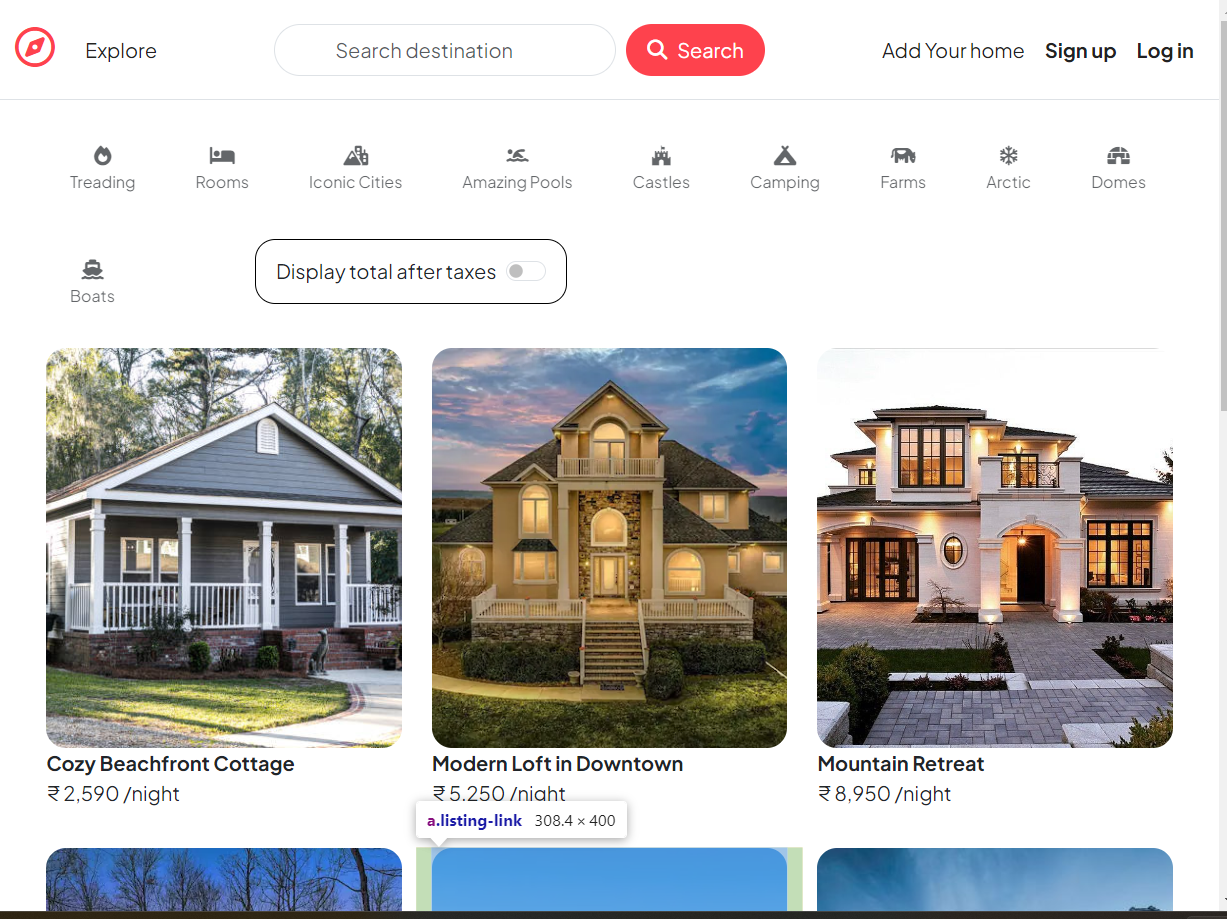 Explore
Search destination
Search
Add Your home
Sign up
Log in
Treading
Rooms
Iconic Cities
Amazing Pools
Castles
Camping
Farms
Arctic
Domes
Boats
Display total after taxes
Cozy Beachfront Cottage
₹ 2,590 /night
Modern Loft in Downtown
₹ 5,250 /night
Mountain Retreat
₹ 8,950 /night
a.listing-link 308.4 × 400